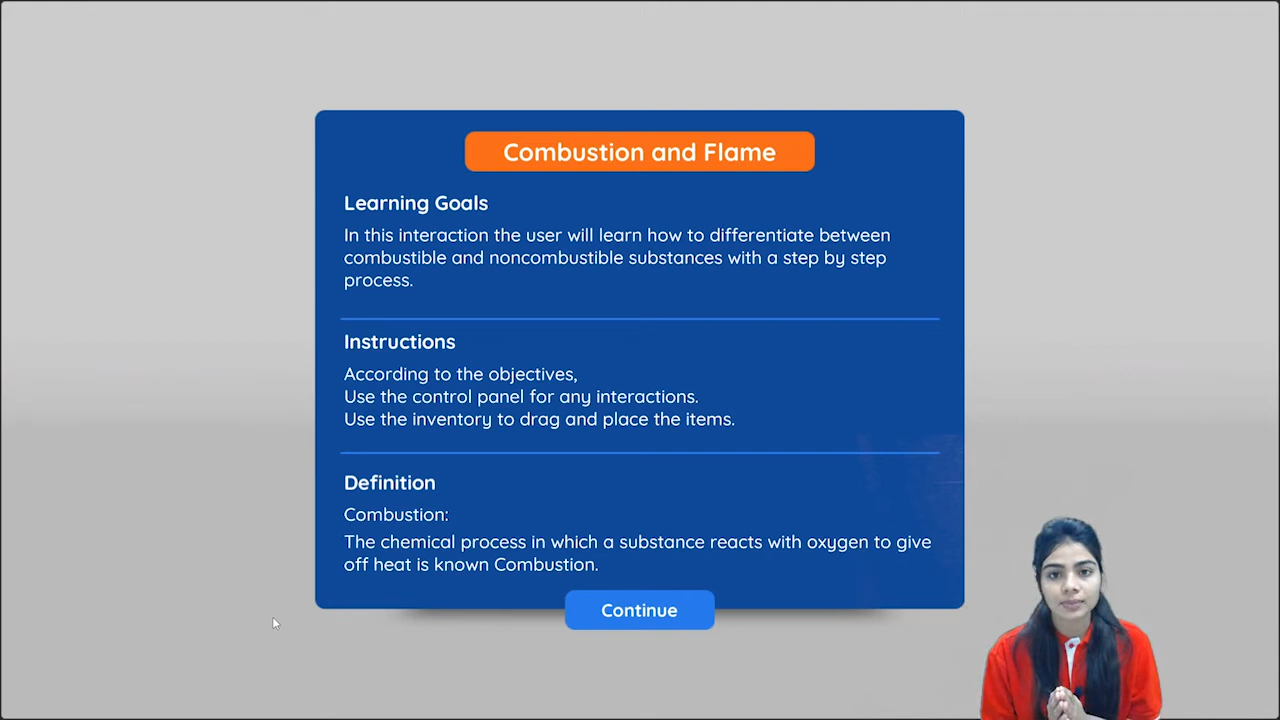 Combustion and Flame
Learning Goals
In this interaction the user will learn how to differentiate between
combustible and noncombustible substances with a step by step
process.
Instructions
According to the objectives,
Use the control panel for any interactions.
Use the inventory to drag and place the items.
Definition
Combustion:
The chemical process in which a substance reacts with oxygen to give
off heat is known Combustion.
Continue